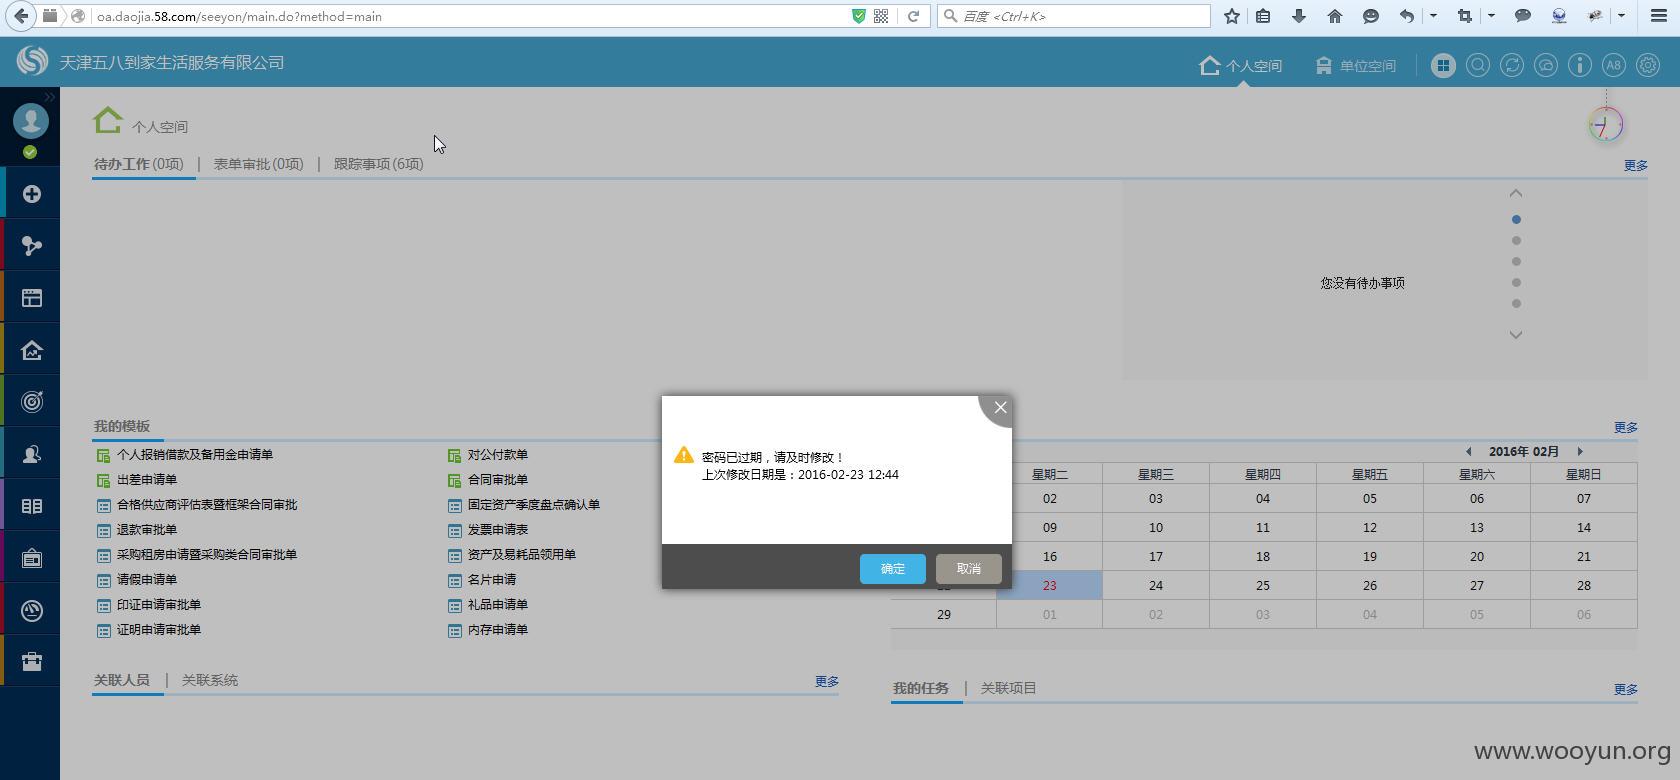 oa.daojia.58.com/seeyon/main.do?method=main
百度 <Ctrl+K>
天津五八到家生活服务有限公司
个人空间
单位空间
A8
个人空间
待办工作(0项) | 表单审批(0项) | 跟踪事项(6项)
更多
您没有待办事项
我的模板
更多
个人报销借款及备用金申请单
对公付款单
出差申请单
合同审批单
合格供应商评估表暨框架合同审批
固定资产季度盘点确认单
退款审批单
发票申请表
采购租房申请暨采购类合同审批单
资产及易耗品领用单
请假申请单
名片申请
印证申请审批单
礼品申请单
证明申请审批单
内存申请单
密码已过期，请及时修改！
上次修改日期是：2016-02-23 12:44
确定
取消
2016年 02月
星期二 星期三 星期四 星期五 星期六 星期日
02 03 04 05 06 07
09 10 11 12 13 14
16 17 18 19 20 21
23 24 25 26 27 28
29 01 02 03 04 05 06
关联人员 | 关联系统
更多
我的任务 | 关联项目
更多
www.wooyun.org